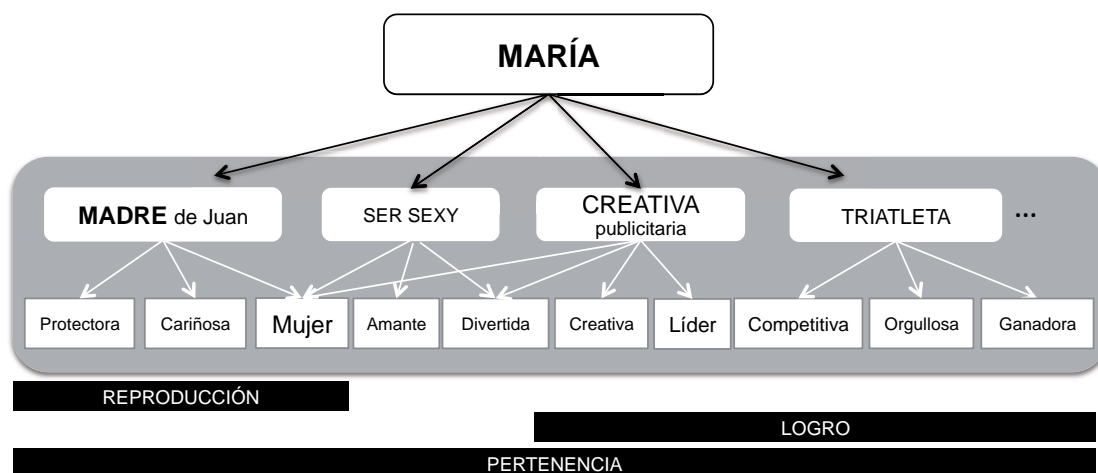 MARÍA
MADRE de Juan
SER SEXY
CREATIVA
publicitaria
TRIATLETA
...
Protectora
Cariñosa
Mujer
Amante
Divertida
Creativa
Líder
Competitiva
Orgullosa
Ganadora
REPRODUCCIÓN
LOGRO
PERTENENCIA